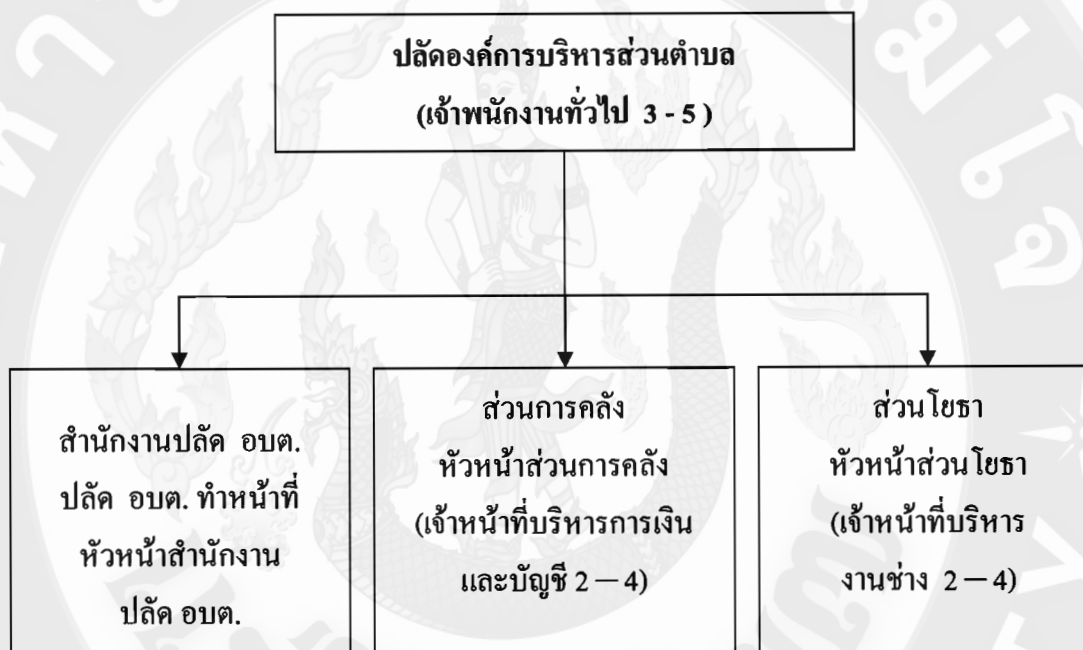 ปลัดองค์การบริหารส่วนตำบล
(เจ้าพนักงานทั่วไป 3 - 5 )
สำนักงานปลัด อบต.
ปลัด อบต. ทำหน้าที่
หัวหน้าสำนักงาน
ปลัด อบต.
ส่วนการคลัง
หัวหน้าส่วนการคลัง
(เจ้าหน้าที่บริหารการเงิน
และบัญชี 2 – 4)
ส่วนโยธา
หัวหน้าส่วนโยธา
(เจ้าหน้าที่บริหาร
งานช่าง 2 – 4)